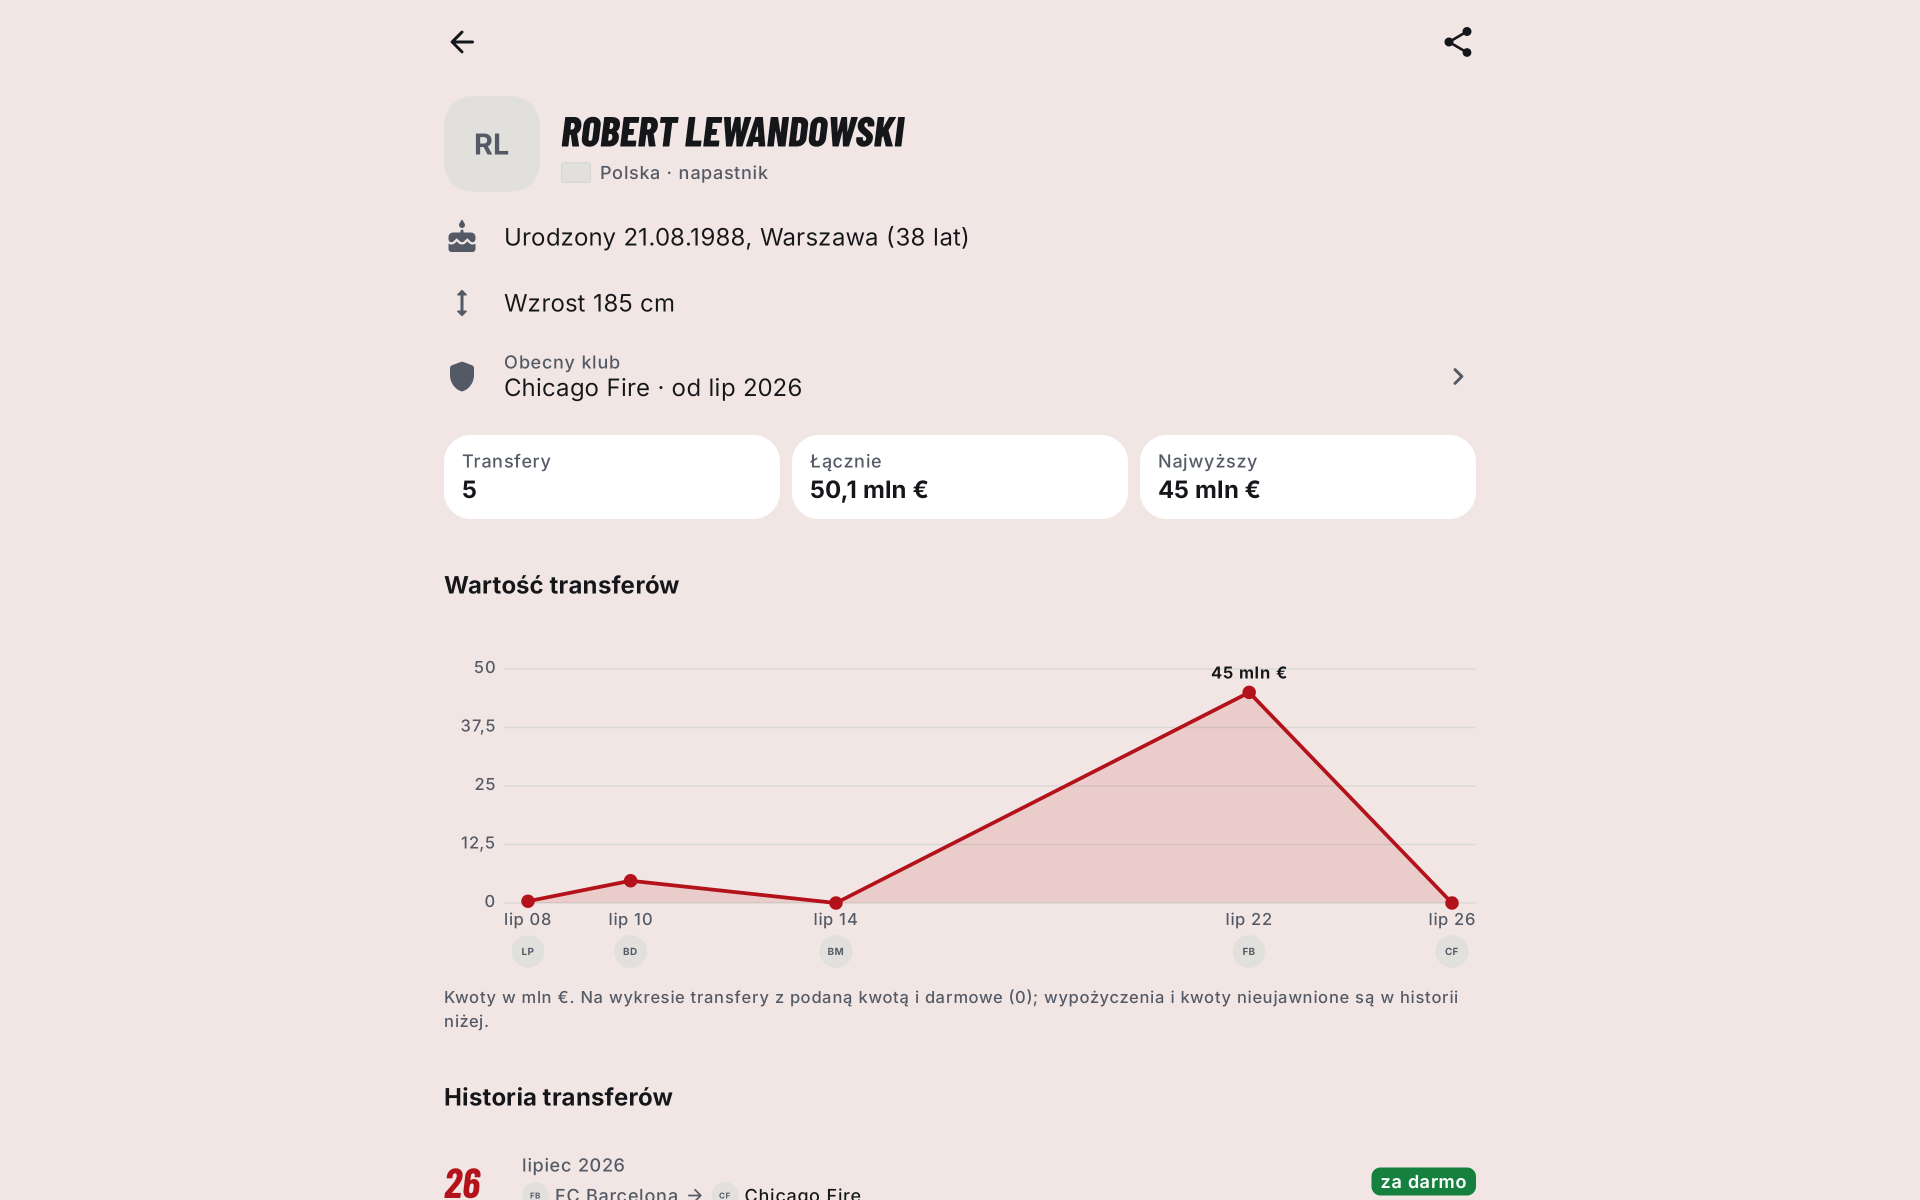 RL
ROBERT LEWANDOWSKI
Polska · napastnik
Urodzony 21.08.1988, Warszawa (38 lat)
Wzrost 185 cm
Obecny klub
Chicago Fire · od lip 2026
Transfery
5
Łącznie
50,1 mln €
Najwyższy
45 mln €
Wartość transferów
50
37,5
25
12,5
0
45 mln €
lip 08
lip 10
lip 14
lip 22
lip 26
LP
BD
BM
FB
CF
Kwoty w mln €. Na wykresie transfery z podaną kwotą i darmowe (0); wypożyczenia i kwoty nieujawnione są w historii
niżej.
Historia transferów
26
lipiec 2026
FB FC Barcelona → CF Chicago Fire
za darmo